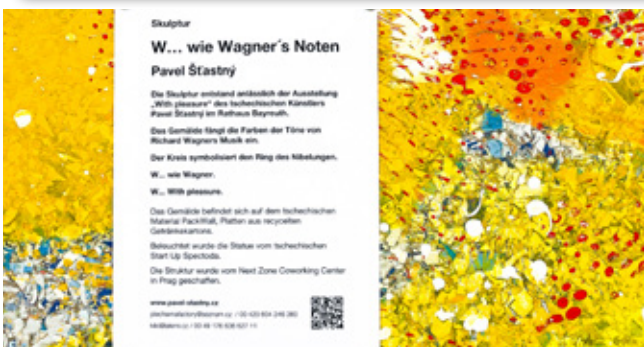 Skulptur
W... wie Wagner´s Noten
Pavel Šťastný
Die Skulptur entstand anlässlich der Ausstellung
„With pleasure" des tschechischen Künstlers
Pavel Šťastný im Rathaus Bayreuth.
Das Gemälde fängt die Farben der Töne von
Richard Wagners Musik ein.
Der Kreis symbolisiert den Ring des Nibelungen.
W... wie Wagner.
W... With pleasure.
Das Gemälde befindet sich auf dem tschechischen
Material PackWall, Platten aus recycelten
Getränkekartons.
Beleuchtet wurde die Statue vom tschechischen
Start Up Spectoda.
Die Struktur wurde vom Next Zone Coworking Center
in Prag geschaffen.
www.pavel-stastny.cz